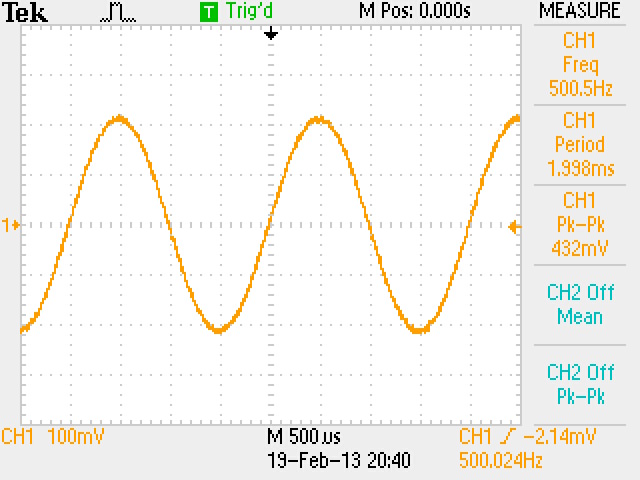 Tek T Trig'd M Pos: 0.000s MEASURE
CH1
Freq
500.5Hz
CH1
Period
1.998ms
1
CH1
Pk-Pk
432mV
CH2 Off
Mean
CH2 Off
Pk-Pk
CH1 100mV M 500µs CH1 -2.14mV
19-Feb-13 20:40 500.024Hz